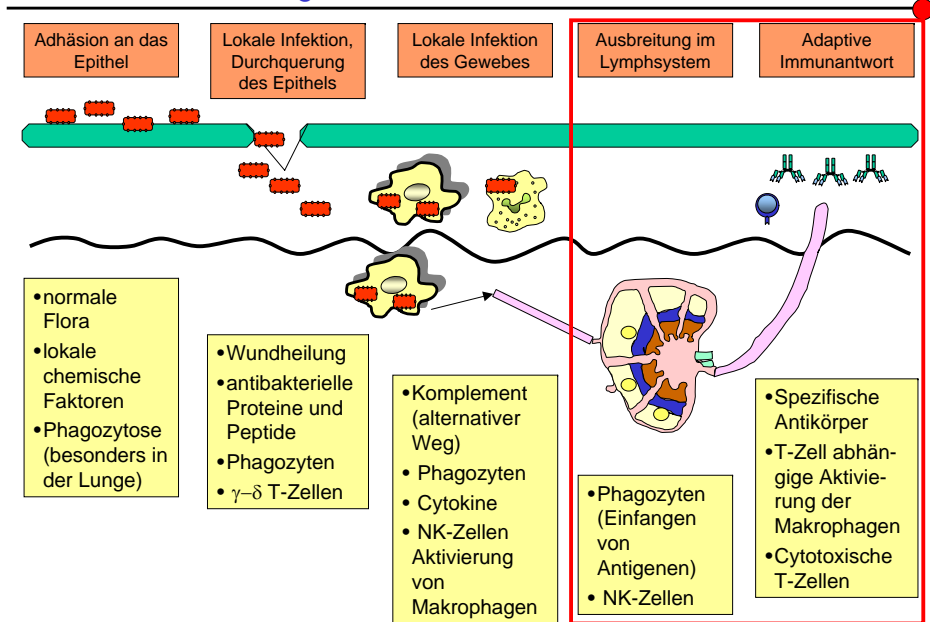 Adhäsion an das
Epithel
Lokale Infektion,
Durchquerung
des Epithels
Lokale Infektion
des Gewebes
Ausbreitung im
Lymphsystem
Adaptive
Immunantwort
•normale
Flora
•lokale
chemische
Faktoren
•Phagozytose
(besonders in
der Lunge)
•Wundheilung
•antibakterielle
Proteine und
Peptide
•Phagozyten
• γ–δ T-Zellen
•Komplement
(alternativer
Weg)
• Phagozyten
• Cytokine
• NK-Zellen
Aktivierung
von
Makrophagen
•Phagozyten
(Einfangen
von
Antigenen)
• NK-Zellen
•Spezifische
Antikörper
•T-Zell abhän-
gige Aktivie-
rung der
Makrophagen
•Cytotoxische
T-Zellen